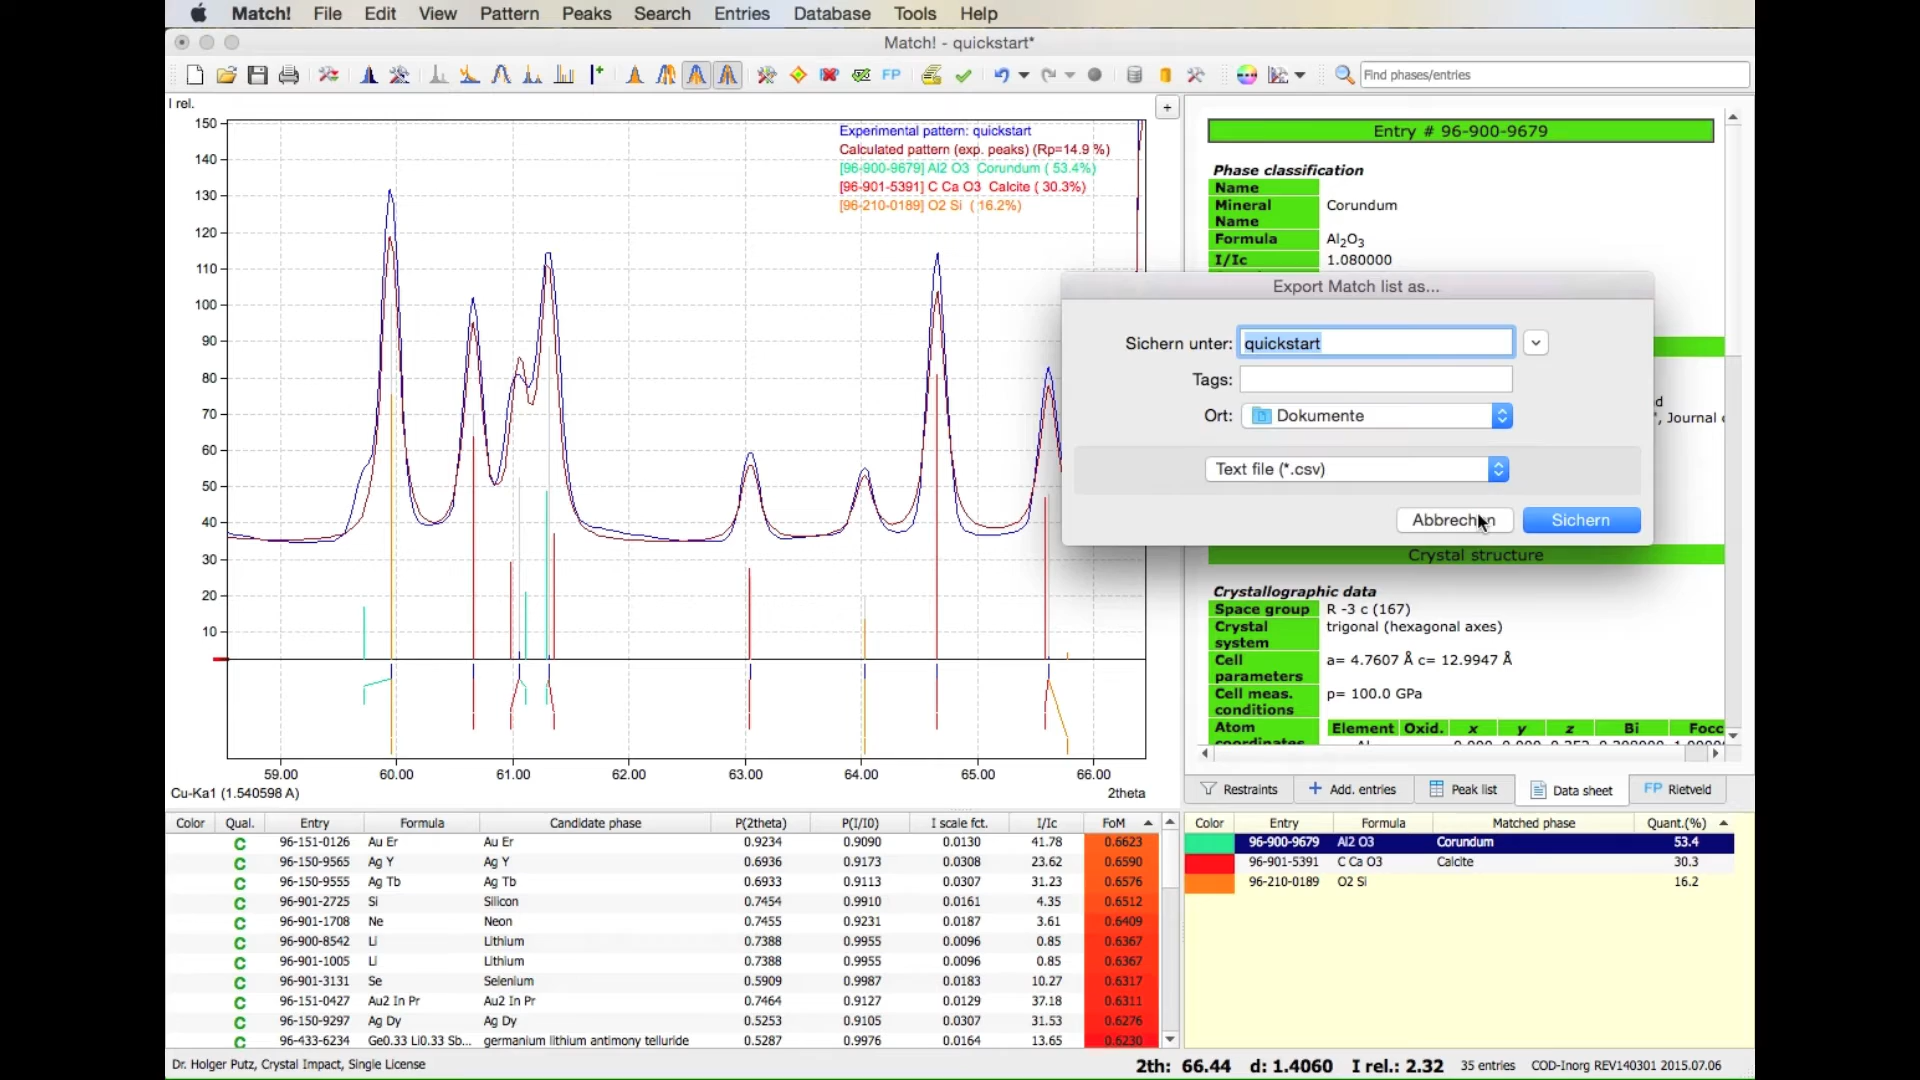 Match! File Edit View Pattern Peaks Search Entries Database Tools Help
Match! - quickstart*
FP
Find phases/entries
I rel.
+
150
140
130
120
110
100
90
80
70
60
50
40
30
20
10
Experimental pattern: quickstart
Calculated pattern (exp. peaks) (Rp=14.9 %)
[96-900-9679] Al2 O3 Corundum ( 53.4%)
[96-901-5391] C Ca O3 Calcite ( 30.3%)
[96-210-0189] O2 Si ( 16.2%)
59.00 60.00 61.00 62.00 63.00 64.00 65.00 66.00
Cu-Ka1 (1.540598 A) 2theta
Entry # 96-900-9679
Phase classification
Name
Mineral Name Corundum
Formula Al2O3
I/Ic 1.080000
Export Match list as...
Sichern unter: quickstart
Tags:
Ort: Dokumente
Text file (*.csv)
Abbrechen Sichern
d
", Journal
Crystal structure
Crystallographic data
Space group R -3 c (167)
Crystal system trigonal (hexagonal axes)
Cell parameters a= 4.7607 Å c= 12.9947 Å
Cell meas. conditions p= 100.0 GPa
Atom coordinates Element Oxid. x y z Bi Focc
Restraints Add. entries Peak list Data sheet FP Rietveld
Color Qual. Entry Formula Candidate phase P(2theta) P(I/I0) I scale fct. I/Ic FoM
C 96-151-0126 Au Er Au Er 0.9234 0.9090 0.0130 41.78 0.6623
C 96-150-9565 Ag Y Ag Y 0.6936 0.9173 0.0308 23.62 0.6590
C 96-150-9555 Ag Tb Ag Tb 0.6933 0.9113 0.0307 31.23 0.6576
C 96-901-2725 Si Silicon 0.7454 0.9910 0.0161 4.35 0.6512
C 96-901-1708 Ne Neon 0.7455 0.9231 0.0187 3.61 0.6409
C 96-900-8542 Li Lithium 0.7388 0.9955 0.0096 0.85 0.6367
C 96-901-1005 Li Lithium 0.7388 0.9955 0.0096 0.85 0.6367
C 96-901-3131 Se Selenium 0.5909 0.9987 0.0183 10.27 0.6317
C 96-151-0427 Au2 In Pr Au2 In Pr 0.7464 0.9127 0.0129 37.18 0.6311
C 96-150-9297 Ag Dy Ag Dy 0.5253 0.9105 0.0307 31.53 0.6276
C 96-433-6234 Ge0.33 Li0.33 Sb... germanium lithium antimony telluride 0.5287 0.9976 0.0164 13.65 0.6230
Color Entry Formula Matched phase Quant.(%)
96-900-9679 Al2 O3 Corundum 53.4
96-901-5391 C Ca O3 Calcite 30.3
96-210-0189 O2 Si 16.2
Dr. Holger Putz, Crystal Impact, Single License 2th: 66.44 d: 1.4060 I rel.: 2.32 35 entries COD-Inorg REV140301 2015.07.06